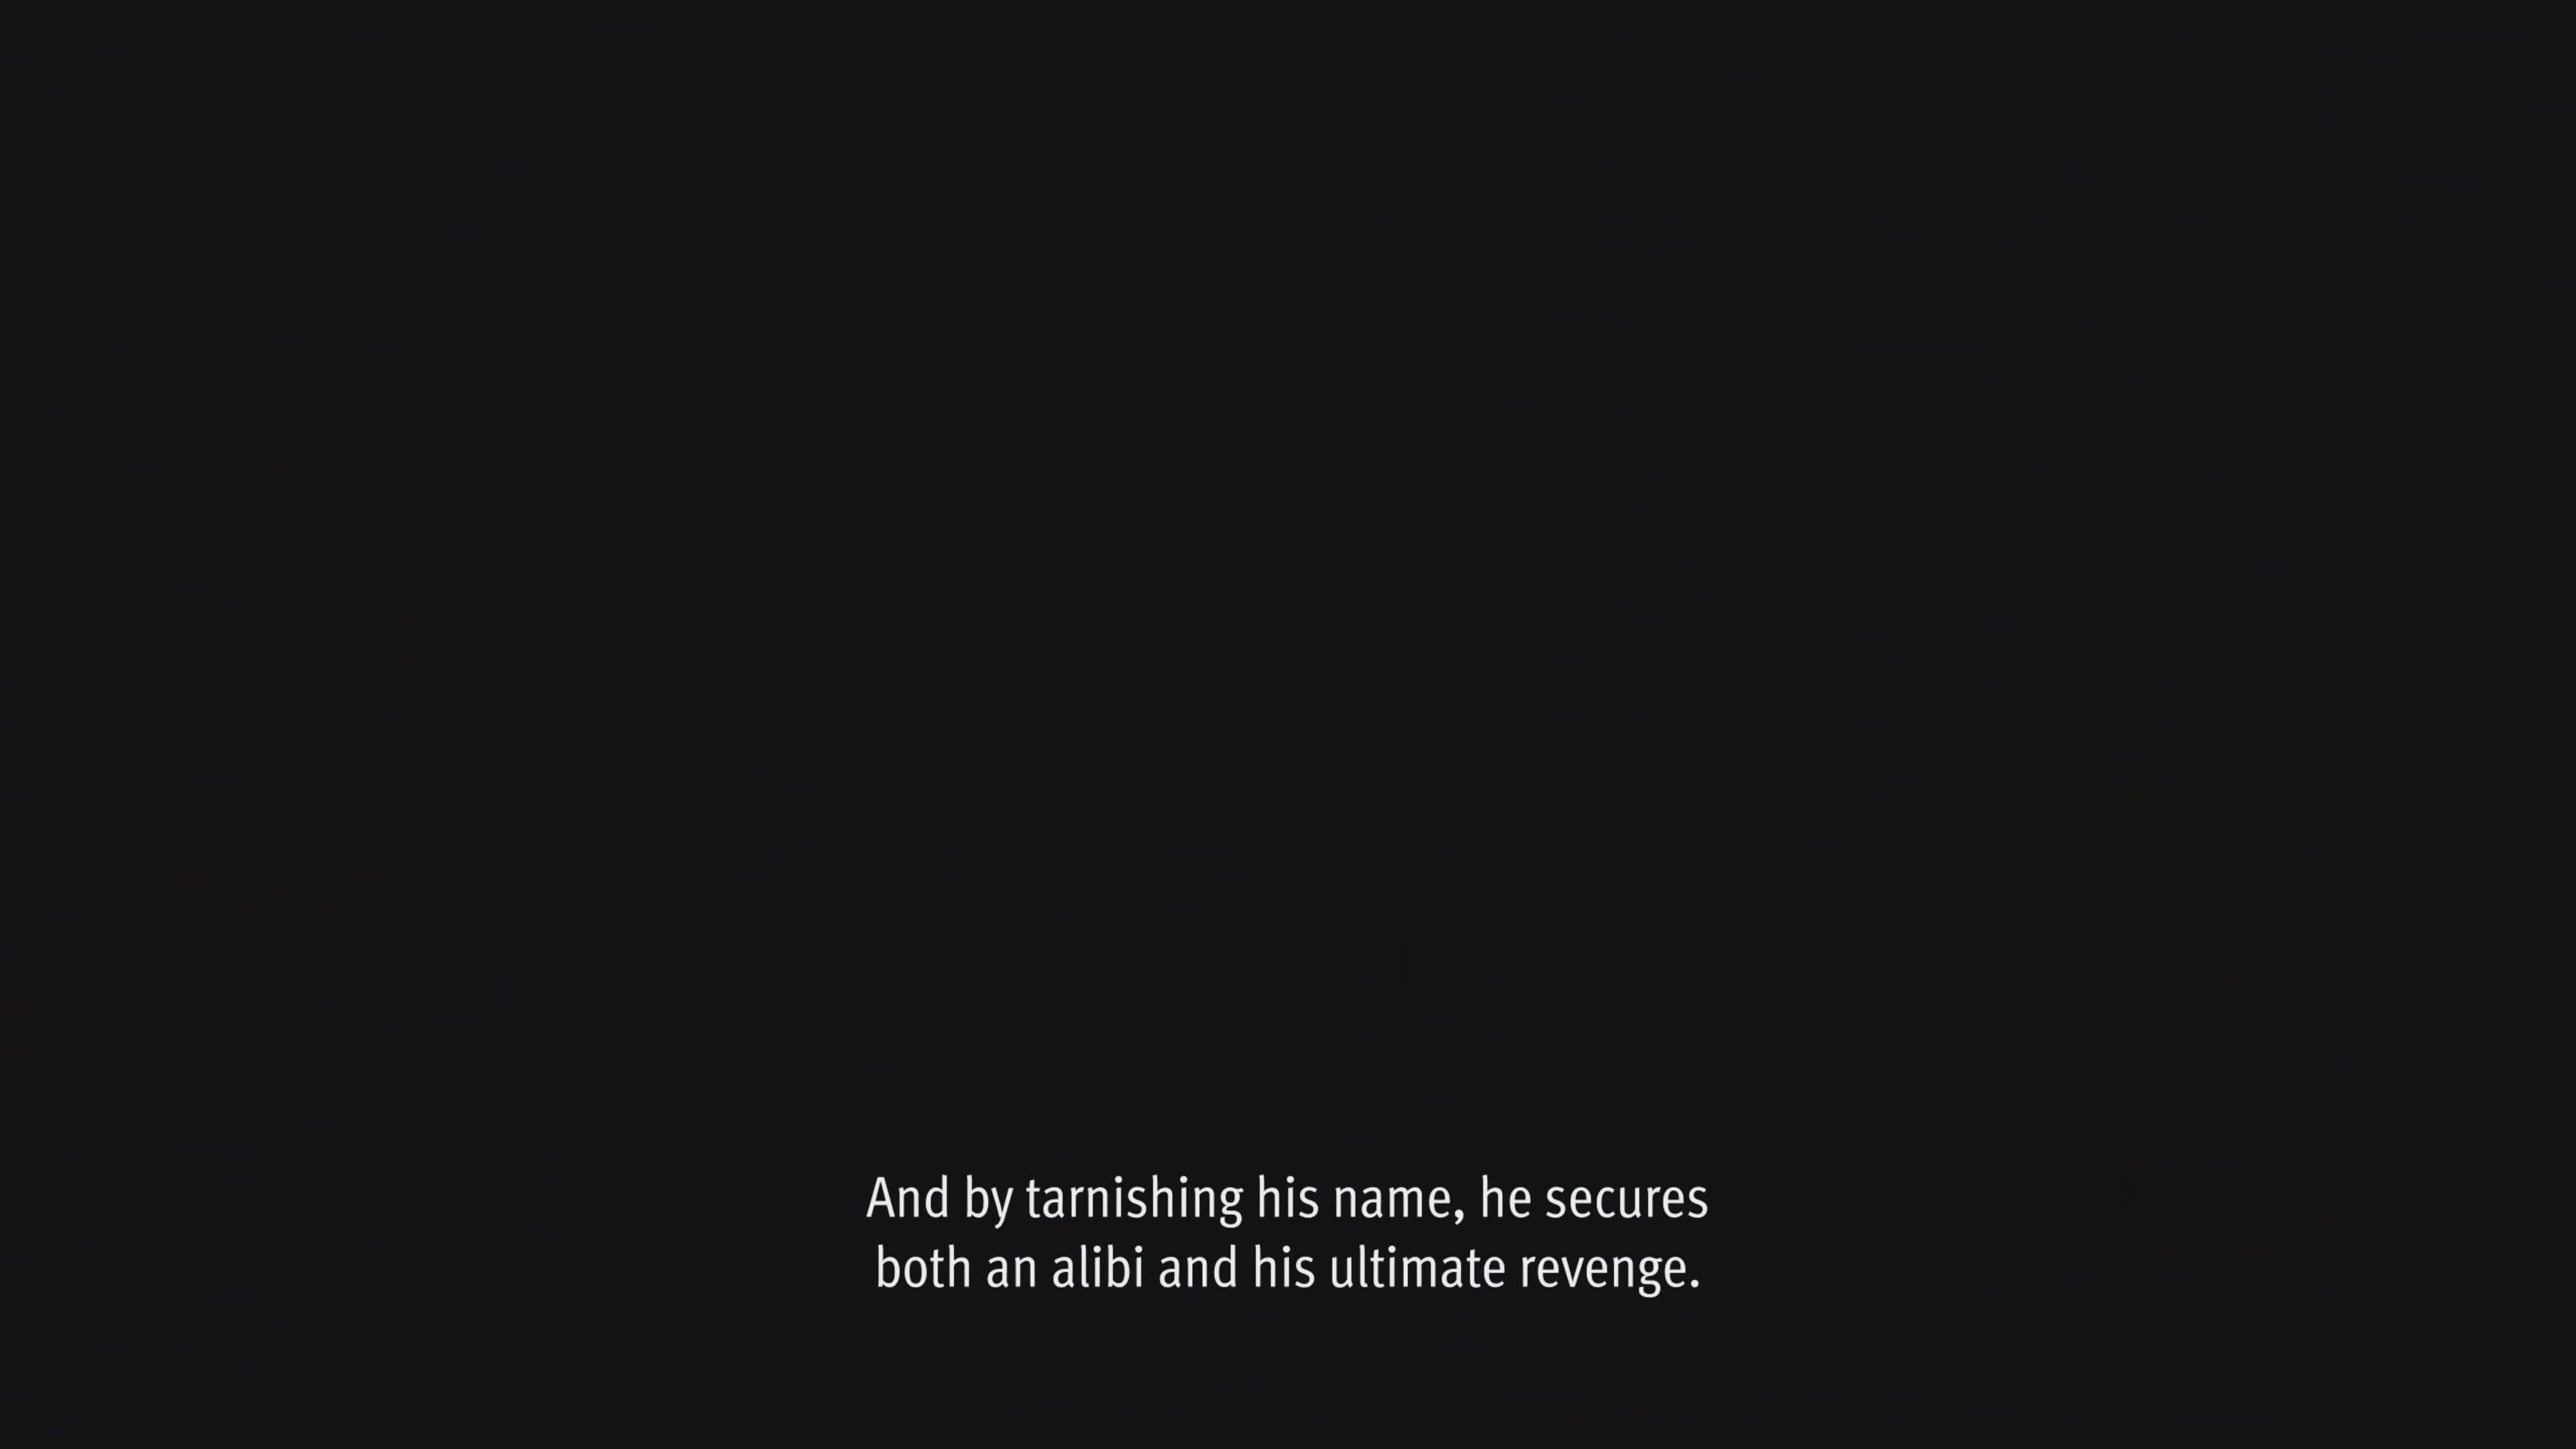 And by tarnishing his name, he secures
both an alibi and his ultimate revenge.